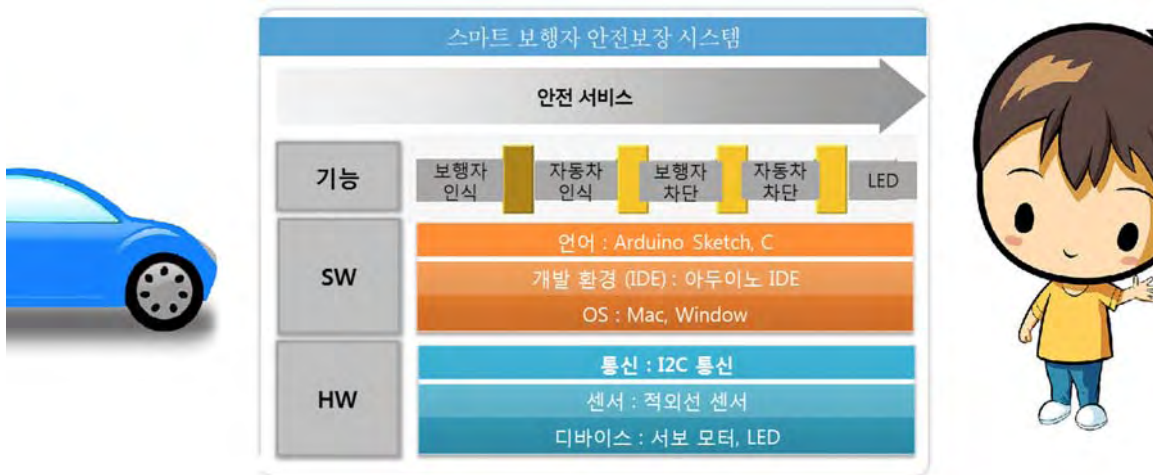 스마트 보행자 안전보장 시스템
안전 서비스
기능
보행자
인식
자동차
인식
보행자
차단
자동차
차단
LED
SW
언어 : Arduino Sketch, C
개발 환경 (IDE) : 아두이노 IDE
OS : Mac, Window
HW
통신 : I2C 통신
센서 : 적외선 센서
디바이스 : 서보 모터, LED